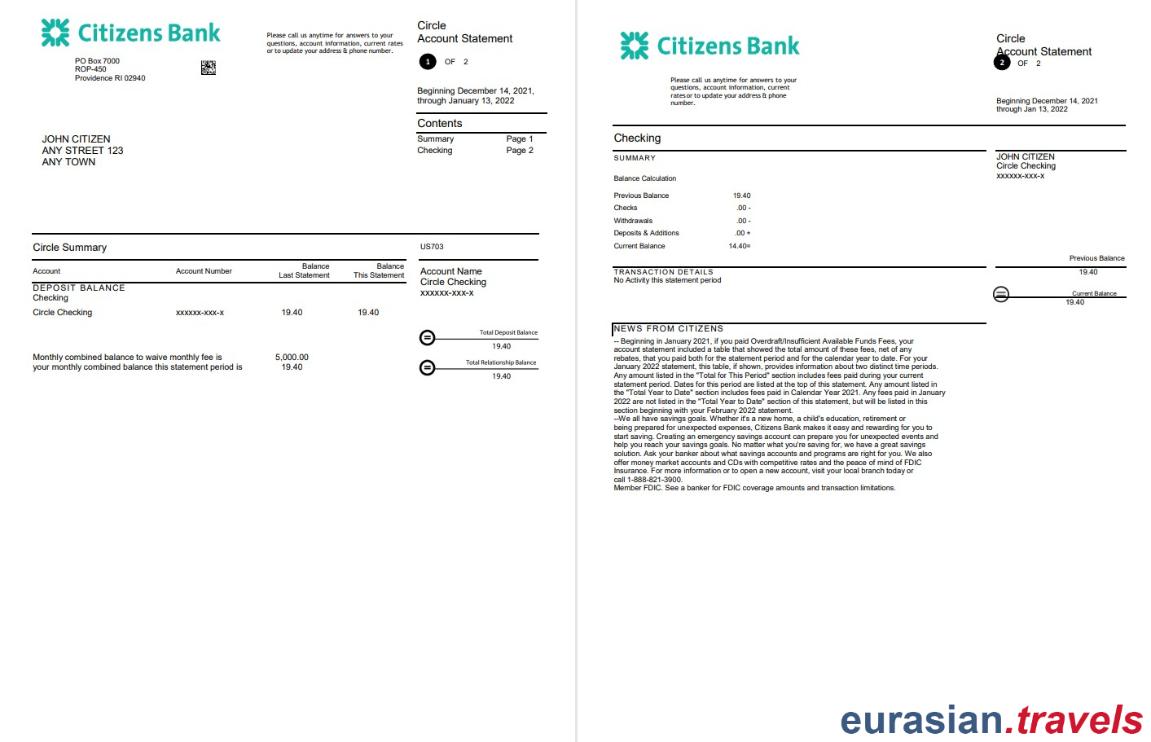 Citizens Bank
PO Box 7000
ROP-450
Providence RI 02940
Please call us anytime for answers to your
questions, account information, current rates
or to update your address & phone number.
Circle
Account Statement
1 OF 2
Beginning December 14, 2021,
through January 13, 2022
Contents
Summary Page 1
Checking Page 2
JOHN CITIZEN
ANY STREET 123
ANY TOWN
Circle Summary
US703
Account Account Number Balance Last Statement Balance This Statement
DEPOSIT BALANCE
Checking
Circle Checking xxxxxx-xxx-x 19.40 19.40
Monthly combined balance to waive monthly fee is 5,000.00
your monthly combined balance this statement period is 19.40
Account Name
Circle Checking
xxxxxx-xxx-x
Total Deposit Balance
19.40
Total Relationship Balance
19.40
Citizens Bank
Please call us anytime for answers to your
questions, account information, current
rates or to update your address & phone
number.
Circle
Account Statement
2 OF 2
Beginning December 14, 2021
through Jan 13, 2022
Checking
SUMMARY
Balance Calculation
Previous Balance 19.40
Checks .00 -
Withdrawals .00 -
Deposits & Additions .00 +
Current Balance 14.40=
JOHN CITIZEN
Circle Checking
xxxxxx-xxx-x
Previous Balance
19.40
Current Balance
19.40
TRANSACTION DETAILS
No Activity this statement period
NEWS FROM CITIZENS
-- Beginning in January 2021, if you paid Overdraft/Insufficient Available Funds Fees, your
account statement included a table that showed the total amount of these fees, net of any
rebates, that you paid both for the statement period and for the calendar year to date. For your
January 2022 statement, this table, if shown, provides information about two distinct time periods.
Any amount listed in the "Total for This Period" section includes fees paid during your current
statement period. Dates for this period are listed at the top of this statement. Any amount listed in
the "Total Year to Date" section includes fees paid in Calendar Year 2021. Any fees paid in January
2022 are not listed in the "Total Year to Date" section of this statement, but will be listed in this
section beginning with your February 2022 statement.
--We all have savings goals. Whether it's a new home, a child's education, retirement or
being prepared for unexpected expenses, Citizens Bank makes it easy and rewarding for you to
start saving. Creating an emergency savings account can prepare you for unexpected events and
help you reach your savings goals. No matter what you're saving for, we have a great savings
solution. Ask your banker about what savings accounts and programs are right for you. We also
offer money market accounts and CDs with competitive rates and the peace of mind of FDIC
Insurance. For more information or to open a new account, visit your local branch today or
call 1-888-821-3900.
Member FDIC. See a banker for FDIC coverage amounts and transaction limitations.
eurasian.travels